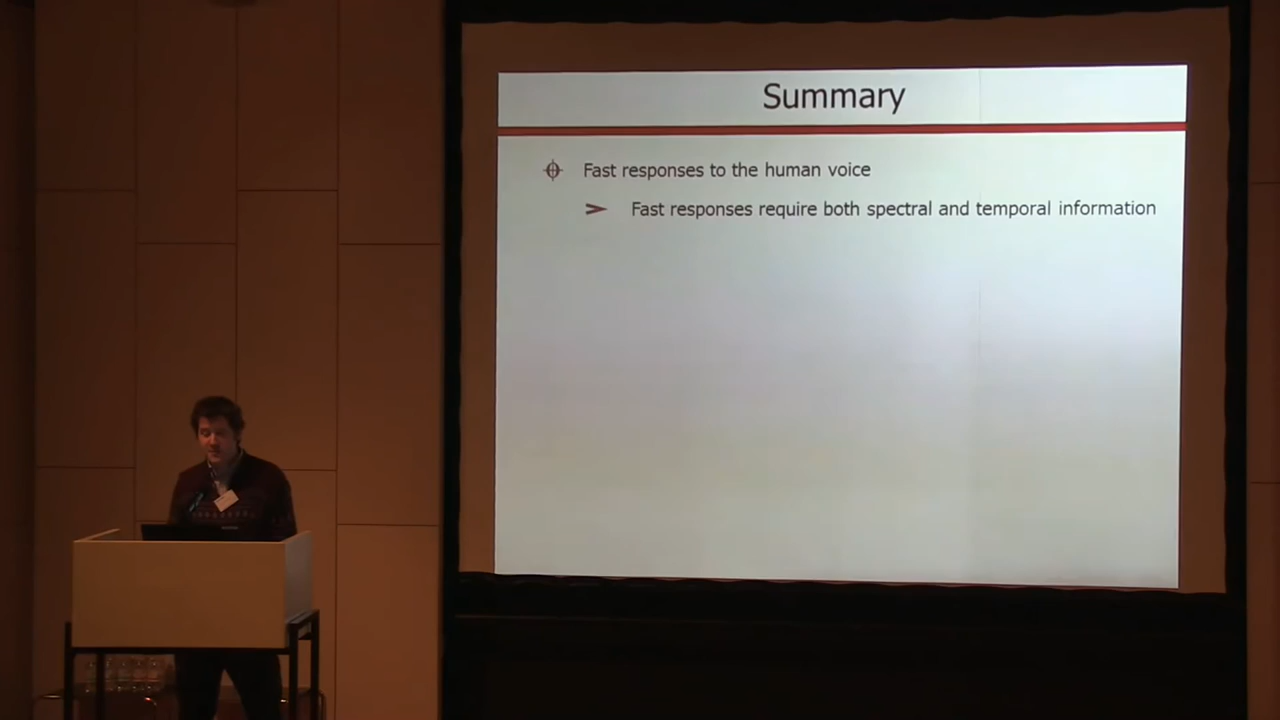 Summary
Fast responses to the human voice
Fast responses require both spectral and temporal information